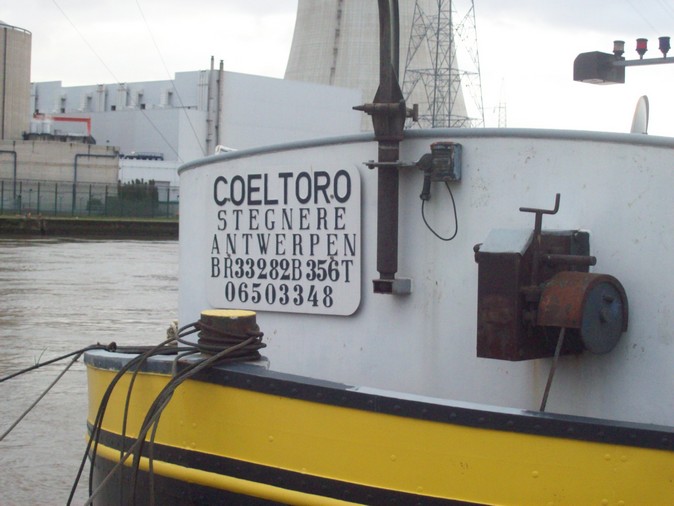 COELTORO
STEGNERE
ANTWERPEN
BR33282B356T
06503348